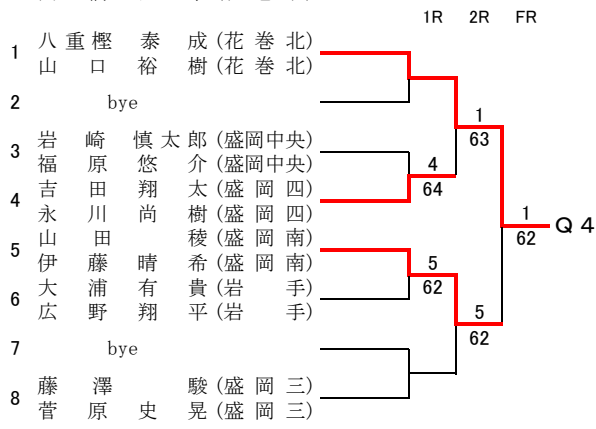 1R 2R FR
1 八重樫 泰 成(花 巻 北)
山 口 裕 樹(花 巻 北)
2 bye
1
63
3 岩 崎 慎太郎(盛岡中央)
福 原 悠 介(盛岡中央)
4
64
4 吉 田 翔 太(盛 岡 四)
永 川 尚 樹(盛 岡 四)
1
62
Q 4
5 山 田 稜(盛 岡 南)
伊 藤 晴 希(盛 岡 南)
5
62
6 大 浦 有 貴(岩 手)
広 野 翔 平(岩 手)
5
62
7 bye
8 藤 澤 駿(盛 岡 三)
菅 原 史 晃(盛 岡 三)